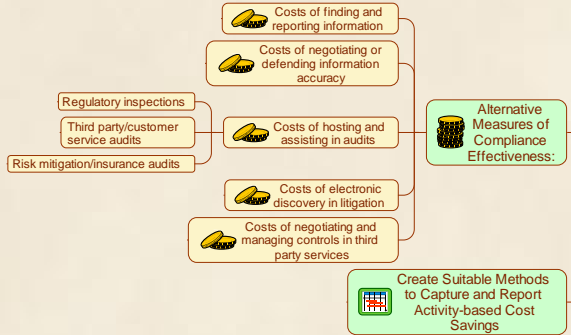 Costs of finding and
reporting information
Costs of negotiating or
defending information
accuracy
Regulatory inspections
Third party/customer
service audits
Risk mitigation/insurance audits
Costs of hosting and
assisting in audits
Alternative
Measures of
Compliance
Effectiveness:
Costs of electronic
discovery in litigation
Costs of negotiating and
managing controls in third
party services
Create Suitable Methods
to Capture and Report
Activity-based Cost
Savings